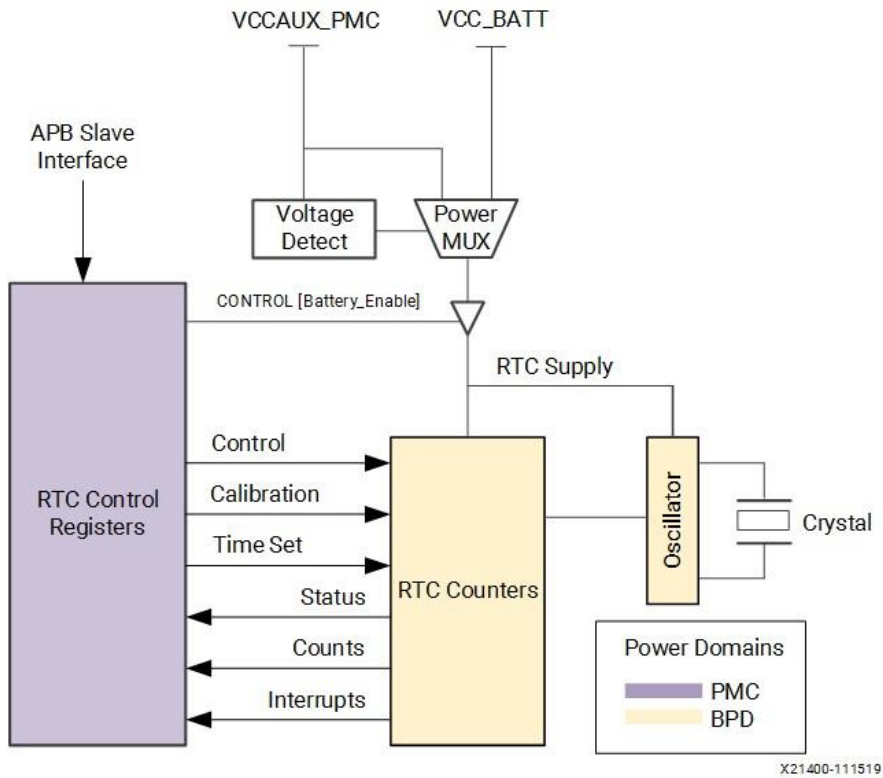 VCCAUX_PMC
VCC_BATT
APB Slave
Interface
Voltage
Detect
Power
MUX
CONTROL [Battery_Enable]
RTC Supply
Control
Calibration
Time Set
Status
Counts
Interrupts
RTC Control
Registers
RTC Counters
Oscillator
Crystal
Power Domains
PMC
BPD
X21400-111519